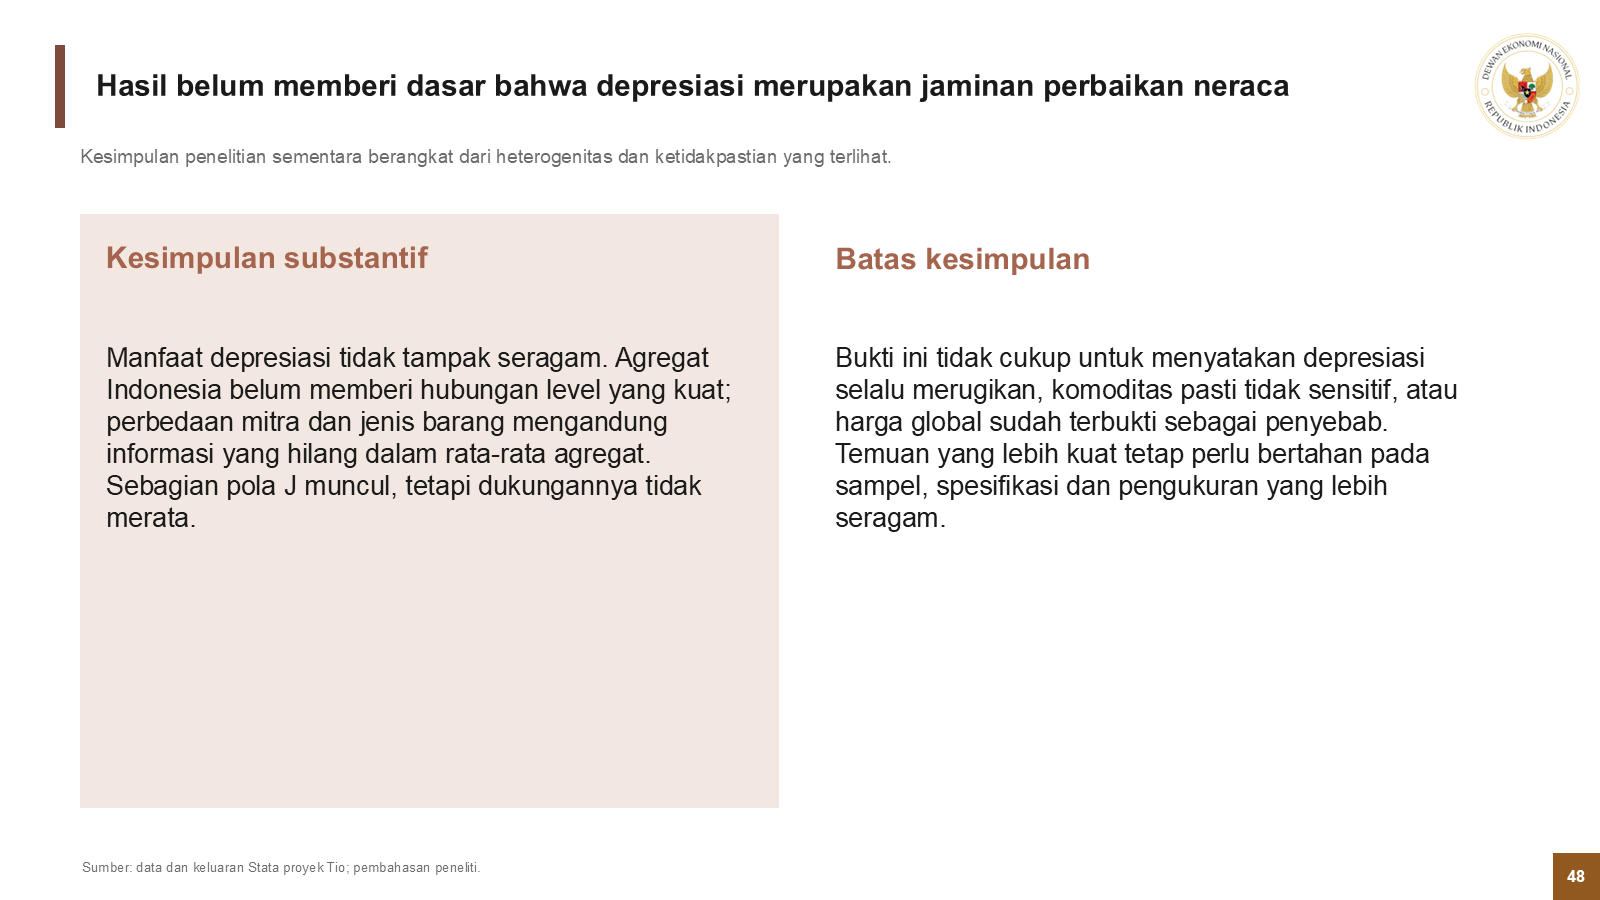 Hasil belum memberi dasar bahwa depresiasi merupakan jaminan perbaikan neraca
DEWAN EKONOMI NASIONAL
REPUBLIK INDONESIA
Kesimpulan penelitian sementara berangkat dari heterogenitas dan ketidakpastian yang terlihat.
Kesimpulan substantif
Manfaat depresiasi tidak tampak seragam. Agregat
Indonesia belum memberi hubungan level yang kuat;
perbedaan mitra dan jenis barang mengandung
informasi yang hilang dalam rata-rata agregat.
Sebagian pola J muncul, tetapi dukungannya tidak
merata.
Batas kesimpulan
Bukti ini tidak cukup untuk menyatakan depresiasi
selalu merugikan, komoditas pasti tidak sensitif, atau
harga global sudah terbukti sebagai penyebab.
Temuan yang lebih kuat tetap perlu bertahan pada
sampel, spesifikasi dan pengukuran yang lebih
seragam.
Sumber: data dan keluaran Stata proyek Tio; pembahasan peneliti.
48